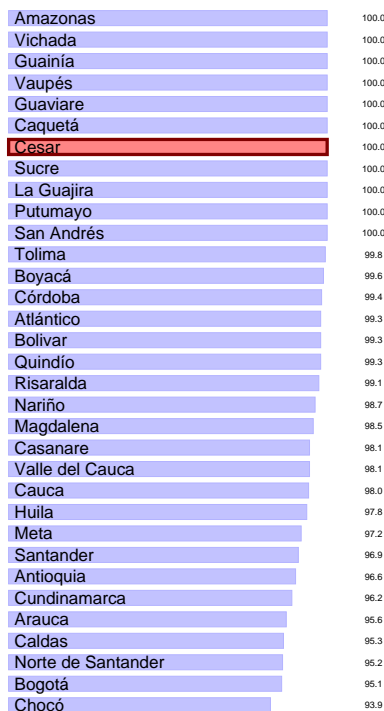 Amazonas 100.0
Vichada 100.0
Guainía 100.0
Vaupés 100.0
Guaviare 100.0
Caquetá 100.0
Cesar 100.0
Sucre 100.0
La Guajira 100.0
Putumayo 100.0
San Andrés 100.0
Tolima 99.8
Boyacá 99.6
Córdoba 99.4
Atlántico 99.3
Bolivar 99.3
Quindío 99.3
Risaralda 99.1
Nariño 98.7
Magdalena 98.5
Casanare 98.1
Valle del Cauca 98.1
Cauca 98.0
Huila 97.8
Meta 97.2
Santander 96.9
Antioquia 96.6
Cundinamarca 96.2
Arauca 95.6
Caldas 95.3
Norte de Santander 95.2
Bogotá 95.1
Chocó 93.9